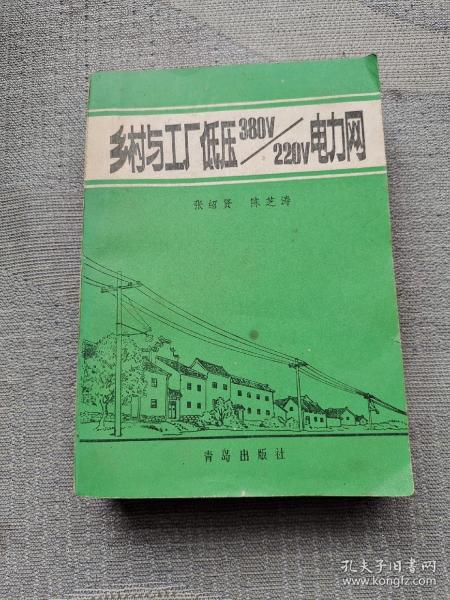 乡村与工厂低压380V/220V电力网
张绍贤 陈芝涛
青岛出版社
孔夫子旧书网
www.kongfz.com